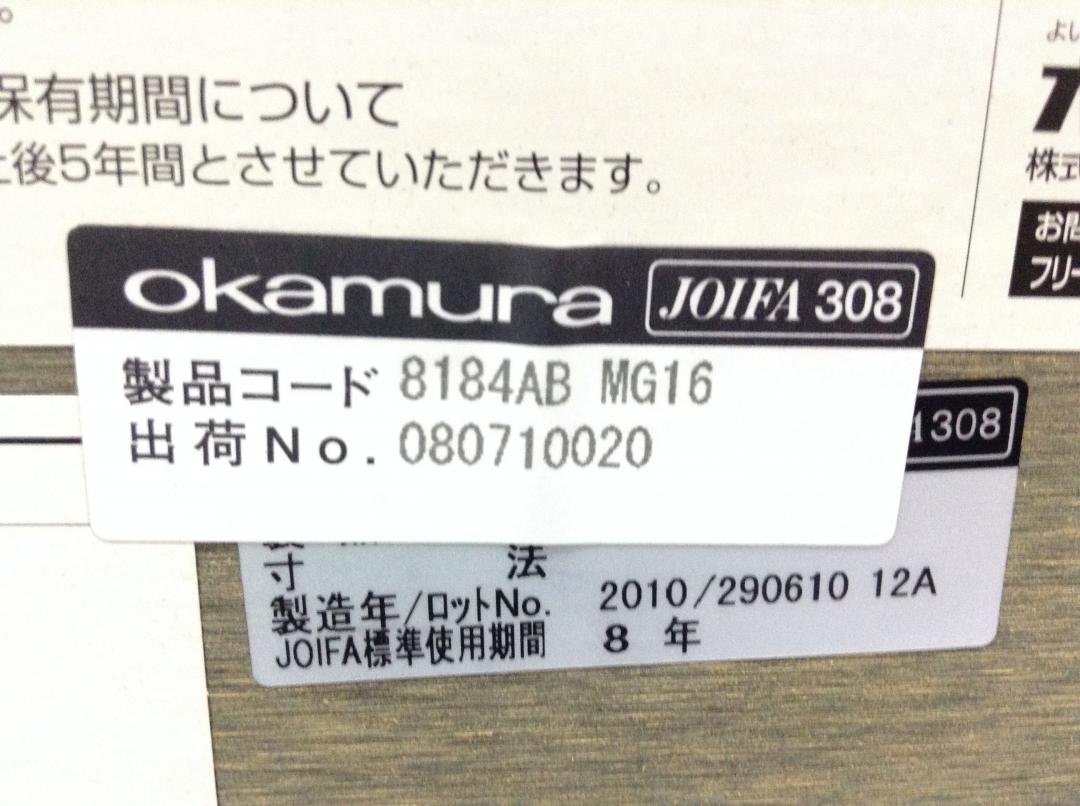 保有期間について
後5年間とさせていただきます。
よい
株式
お問
フリー
okamura JOIFA 308
製品コード 8184AB MG16
出荷No. 080710020
1308
寸法
製造年/ロットNo. 2010/290610 12A
JOIFA標準使用期間 8 年